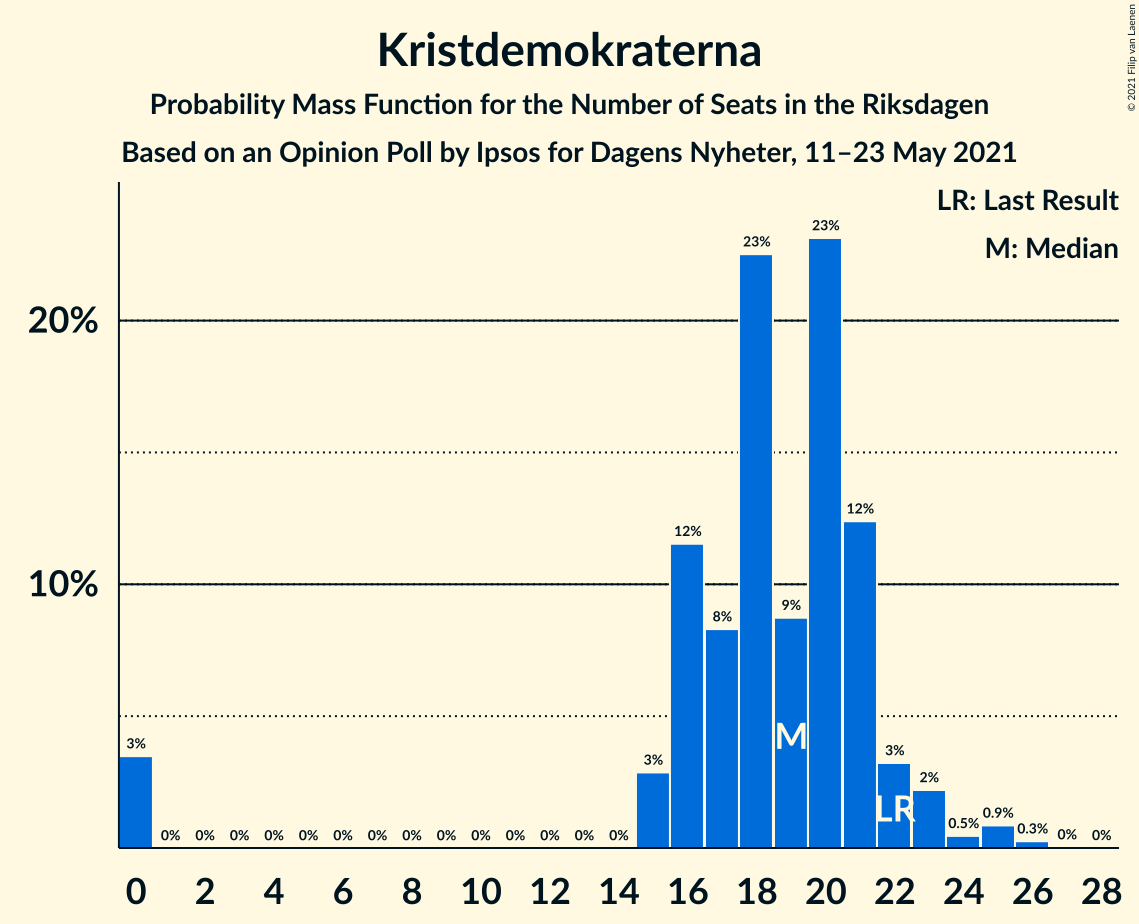 Kristdemokraterna
Probability Mass Function for the Number of Seats in the Riksdagen
Based on an Opinion Poll by Ipsos for Dagens Nyheter, 11–23 May 2021
© 2021 Filip van Laenen
LR: Last Result
M: Median
20%
10%
3% 0% 0% 0% 0% 0% 0% 0% 0% 0% 0% 0% 0% 0% 0% 3% 12% 8% 23% 9% 23% 12% 3% 2% 0.5% 0.9% 0.3% 0% 0%
M
LR
0 2 4 6 8 10 12 14 16 18 20 22 24 26 28